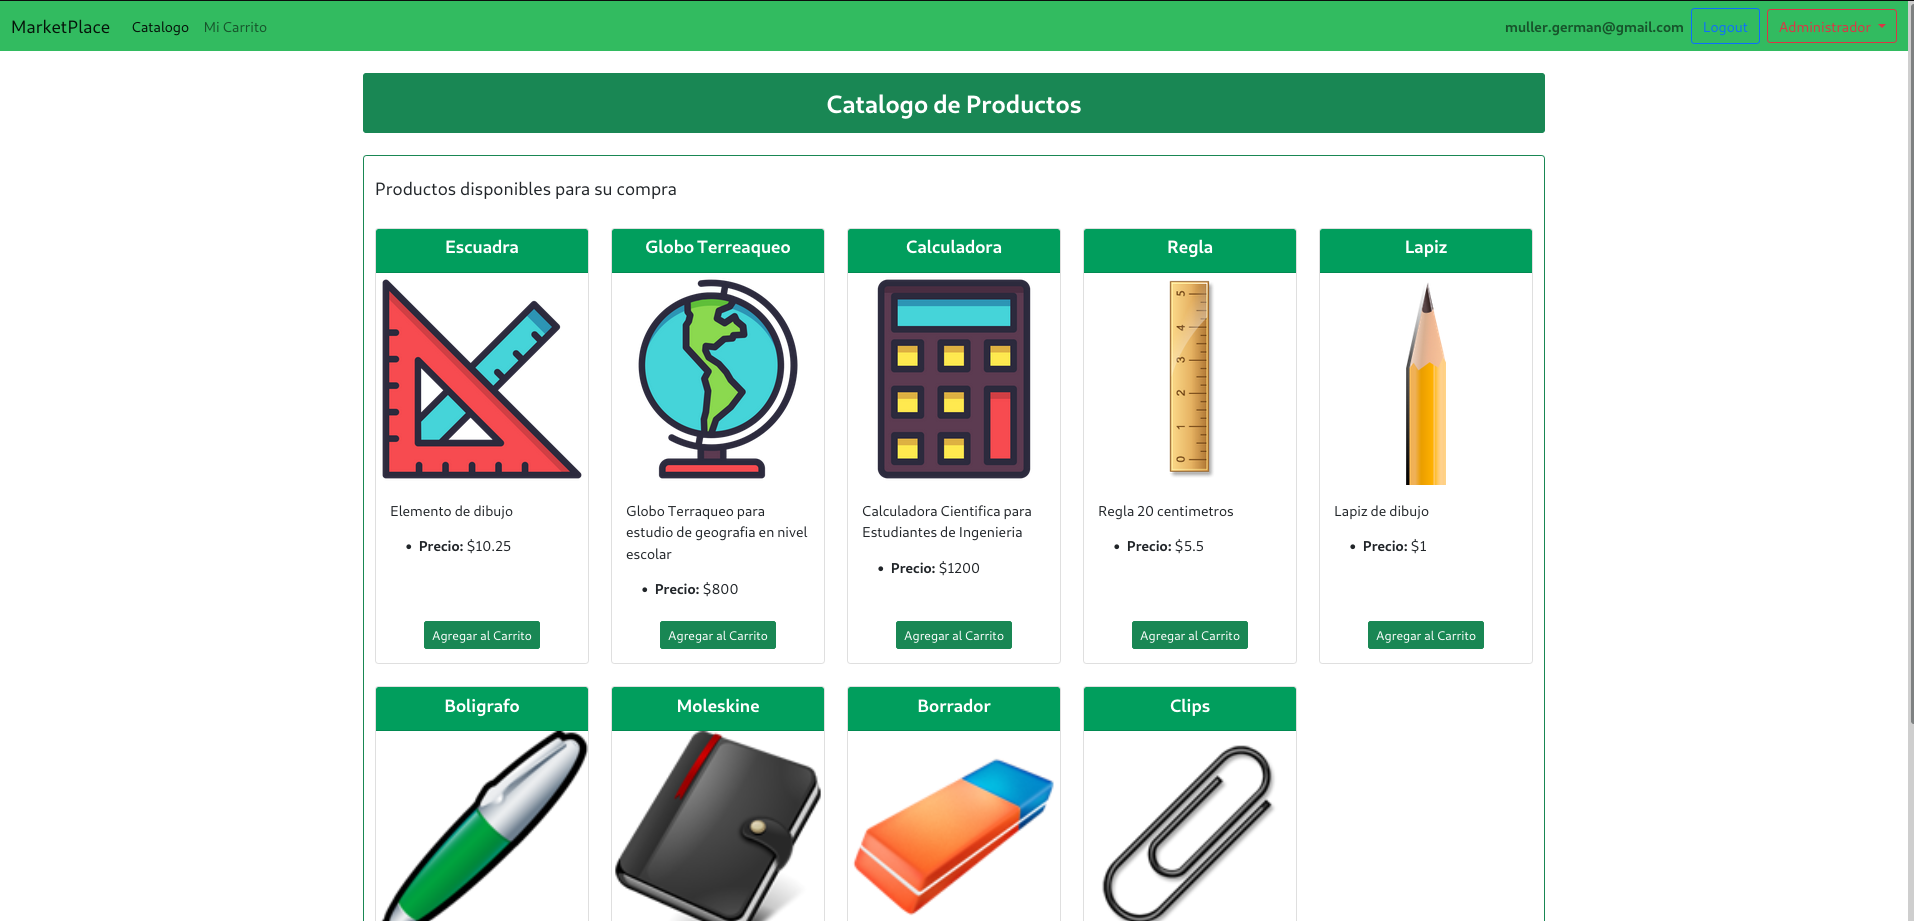 MarketPlace Catalogo Mi Carrito muller.german@gmail.com Logout Administrador
Catalogo de Productos
Productos disponibles para su compra
Escuadra
Elemento de dibujo
• Precio: $10.25
Agregar al Carrito
Globo Terreaqueo
Globo Terraqueo para
estudio de geografia en nivel
escolar
• Precio: $800
Agregar al Carrito
Calculadora
Calculadora Cientifica para
Estudiantes de Ingenieria
• Precio: $1200
Agregar al Carrito
Regla
5
4
3
2
1
0
Regla 20 centimetros
• Precio: $5.5
Agregar al Carrito
Lapiz
Lapiz de dibujo
• Precio: $1
Agregar al Carrito
Boligrafo
Moleskine
Borrador
Clips